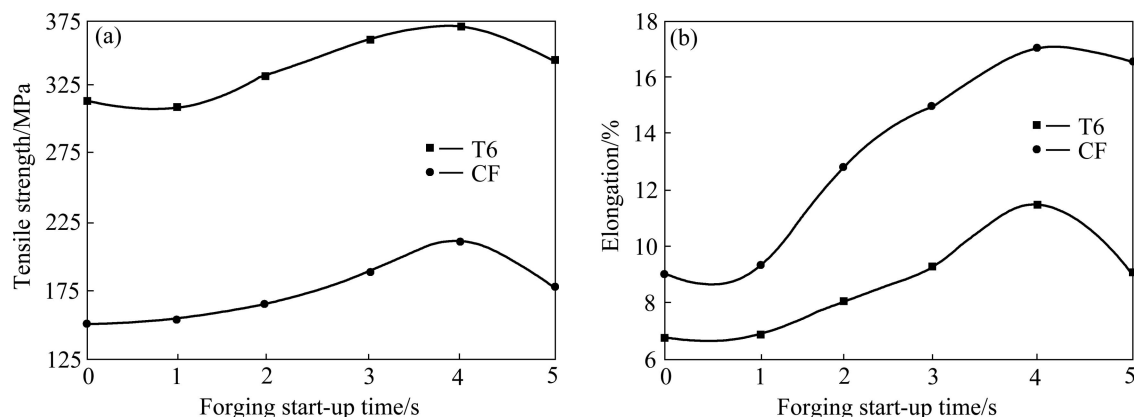 (a)
Tensile strength/MPa
375
325
275
225
175
125
T6
CF
0 1 2 3 4 5
Forging start-up time/s
(b)
Elongation/%
18
16
14
12
10
8
6
T6
CF
0 1 2 3 4 5
Forging start-up time/s